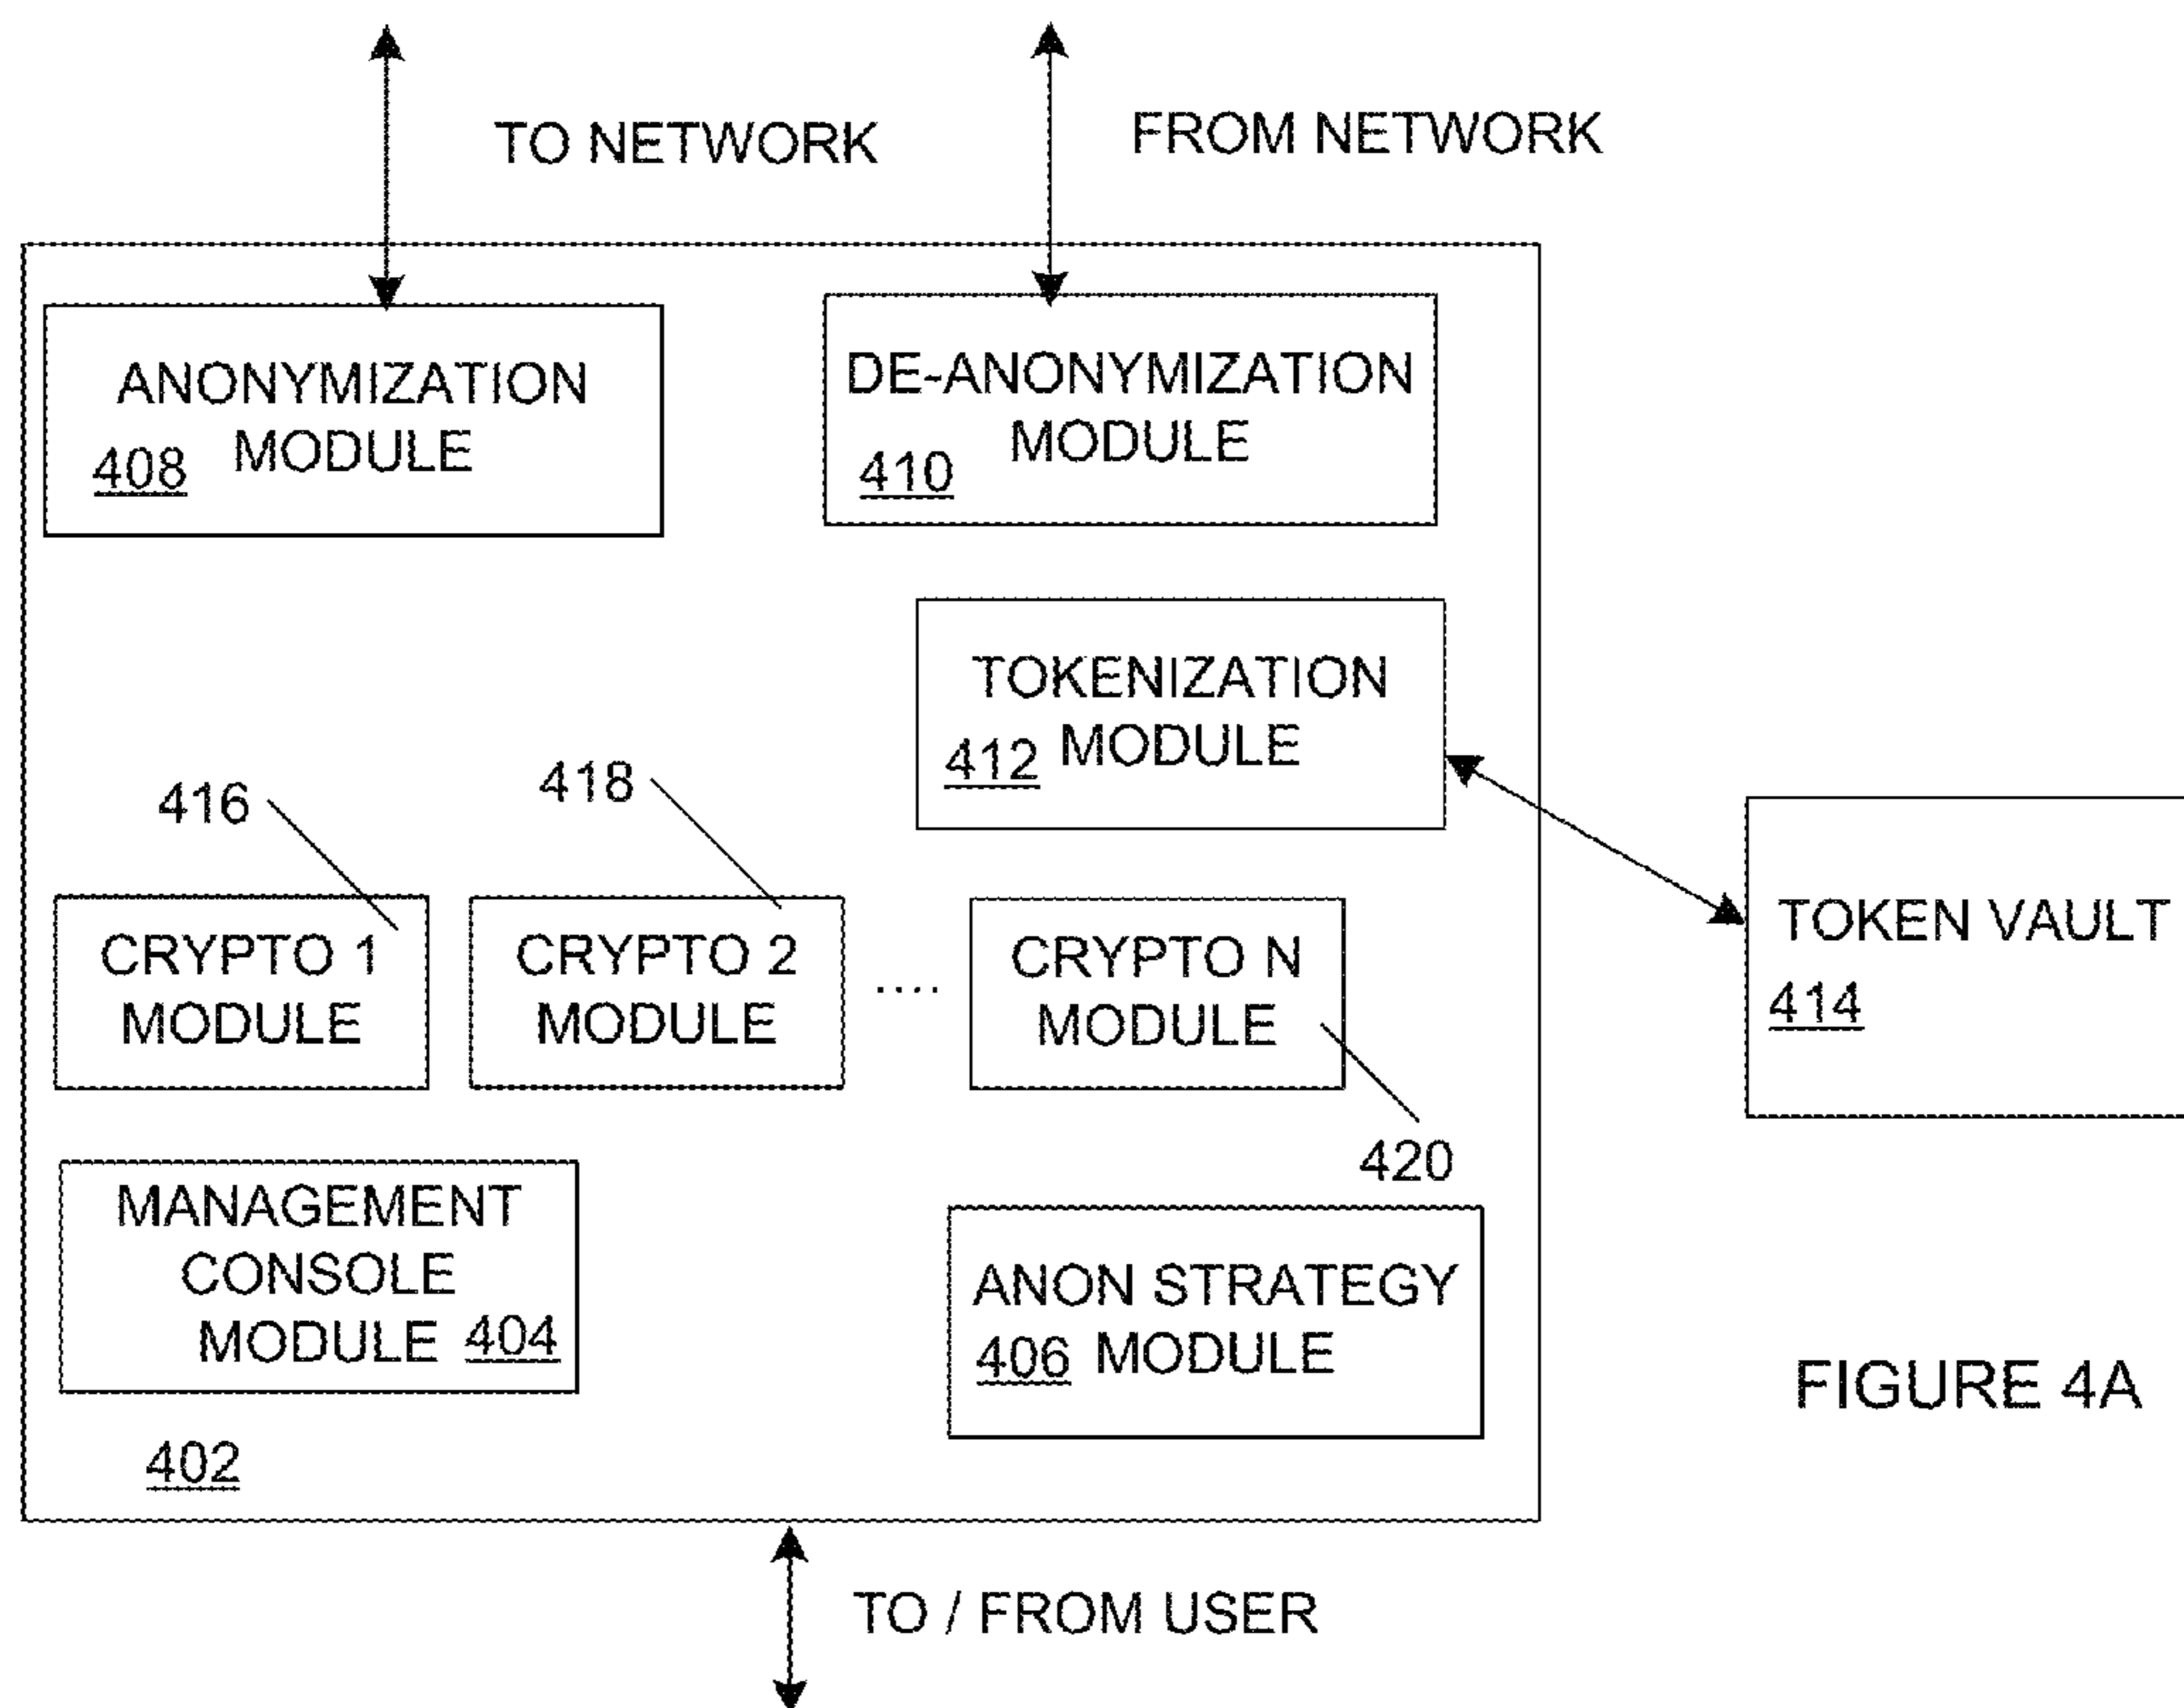 TO NETWORK
FROM NETWORK
ANONYMIZATION
MODULE
408
DE-ANONYMIZATION
MODULE
410
TOKENIZATION
MODULE
412
416
418
CRYPTO 1
MODULE
CRYPTO 2
MODULE
....
CRYPTO N
MODULE
420
TOKEN VAULT
414
MANAGEMENT
CONSOLE
MODULE 404
ANON STRATEGY
406 MODULE
402
FIGURE 4A
TO / FROM USER